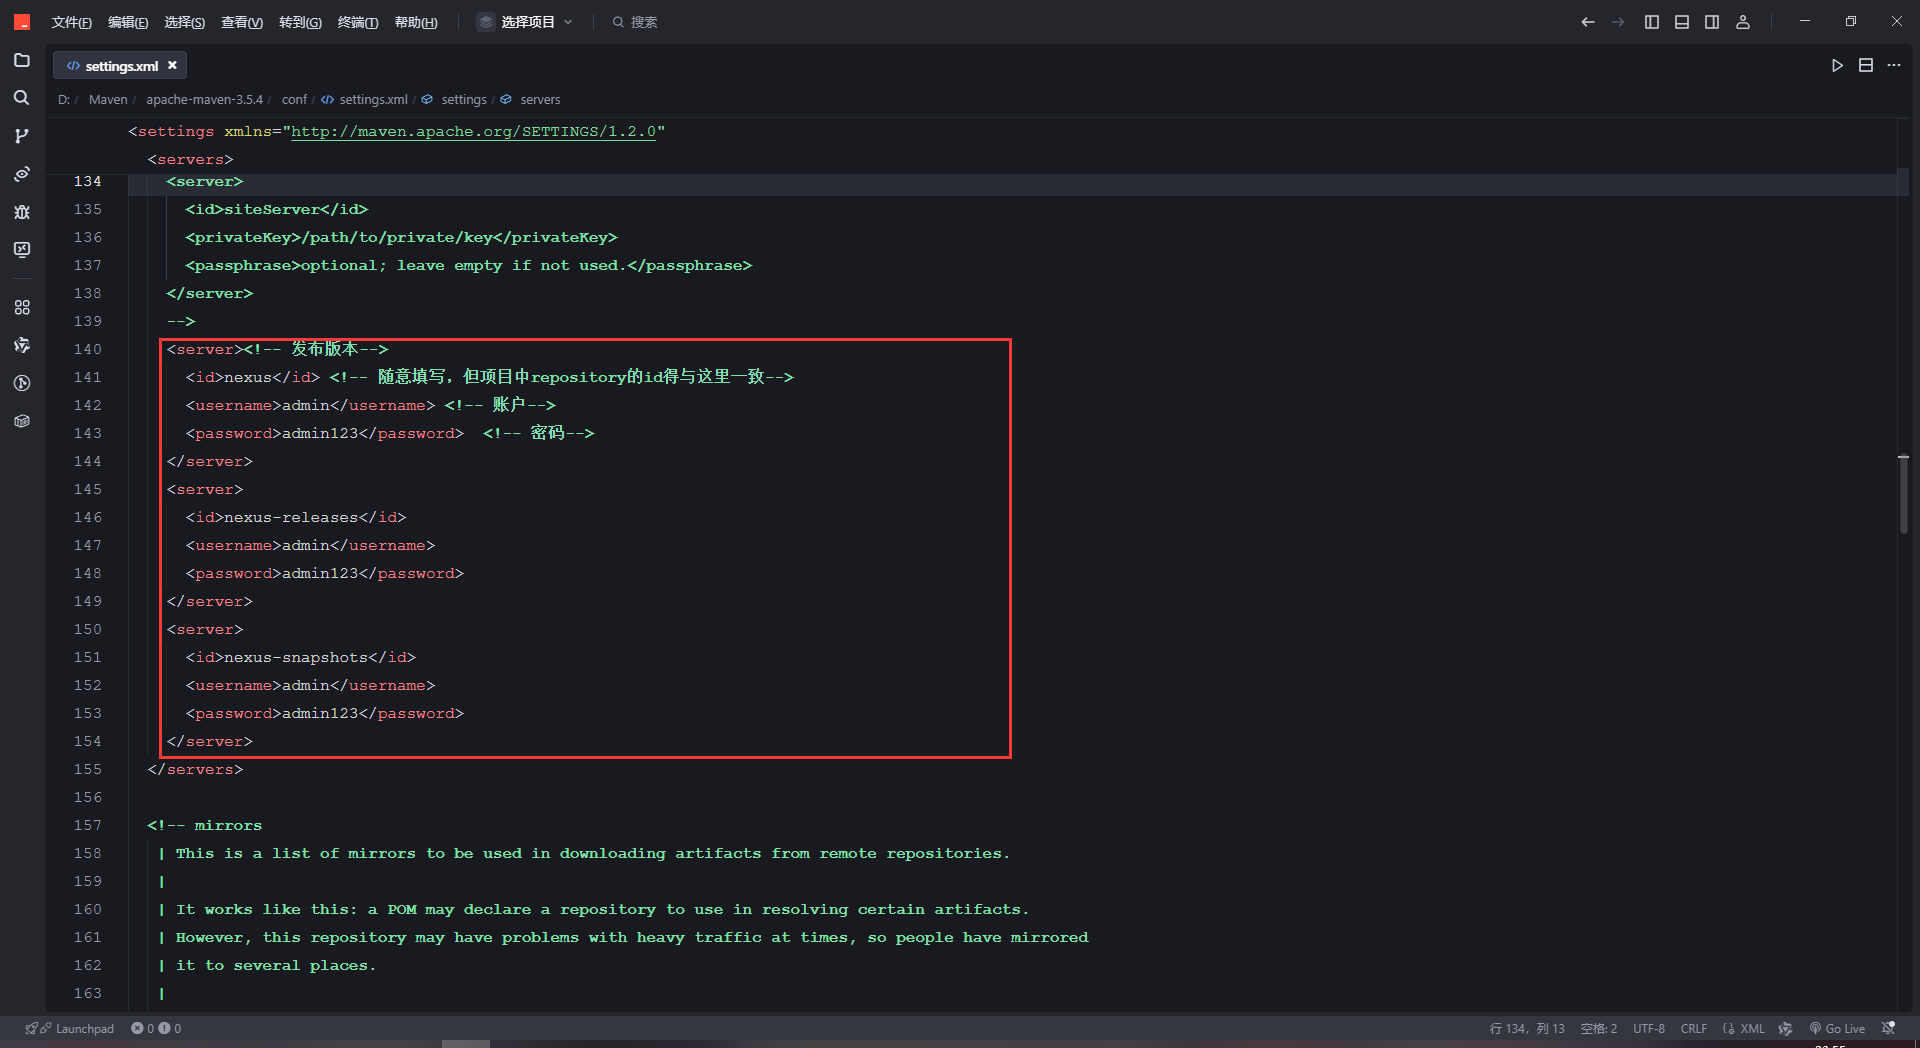 文件(F) 编辑(E) 选择(S) 查看(V) 转到(G) 终端(T) 帮助(H) 选择项目 搜索
settings.xml
D: / Maven / apache-maven-3.5.4 / conf / settings.xml / settings / servers
<settings xmlns="http://maven.apache.org/SETTINGS/1.2.0"
<servers>
134 <server>
135 <id>siteServer</id>
136 <privateKey>/path/to/private/key</privateKey>
137 <passphrase>optional; leave empty if not used.</passphrase>
138 </server>
139 -->
140 <server><!-- 发布版本-->
141 <id>nexus</id> <!-- 随意填写，但项目中repository的id得与这里一致-->
142 <username>admin</username> <!-- 账户-->
143 <password>admin123</password>  <!-- 密码-->
144 </server>
145 <server>
146 <id>nexus-releases</id>
147 <username>admin</username>
148 <password>admin123</password>
149 </server>
150 <server>
151 <id>nexus-snapshots</id>
152 <username>admin</username>
153 <password>admin123</password>
154 </server>
155 </servers>
156
157 <!-- mirrors
158 | This is a list of mirrors to be used in downloading artifacts from remote repositories.
159 |
160 | It works like this: a POM may declare a repository to use in resolving certain artifacts.
161 | However, this repository may have problems with heavy traffic at times, so people have mirrored
162 | it to several places.
163 |
Launchpad 0 0 行 134，列 13 空格: 2 UTF-8 CRLF XML Go Live